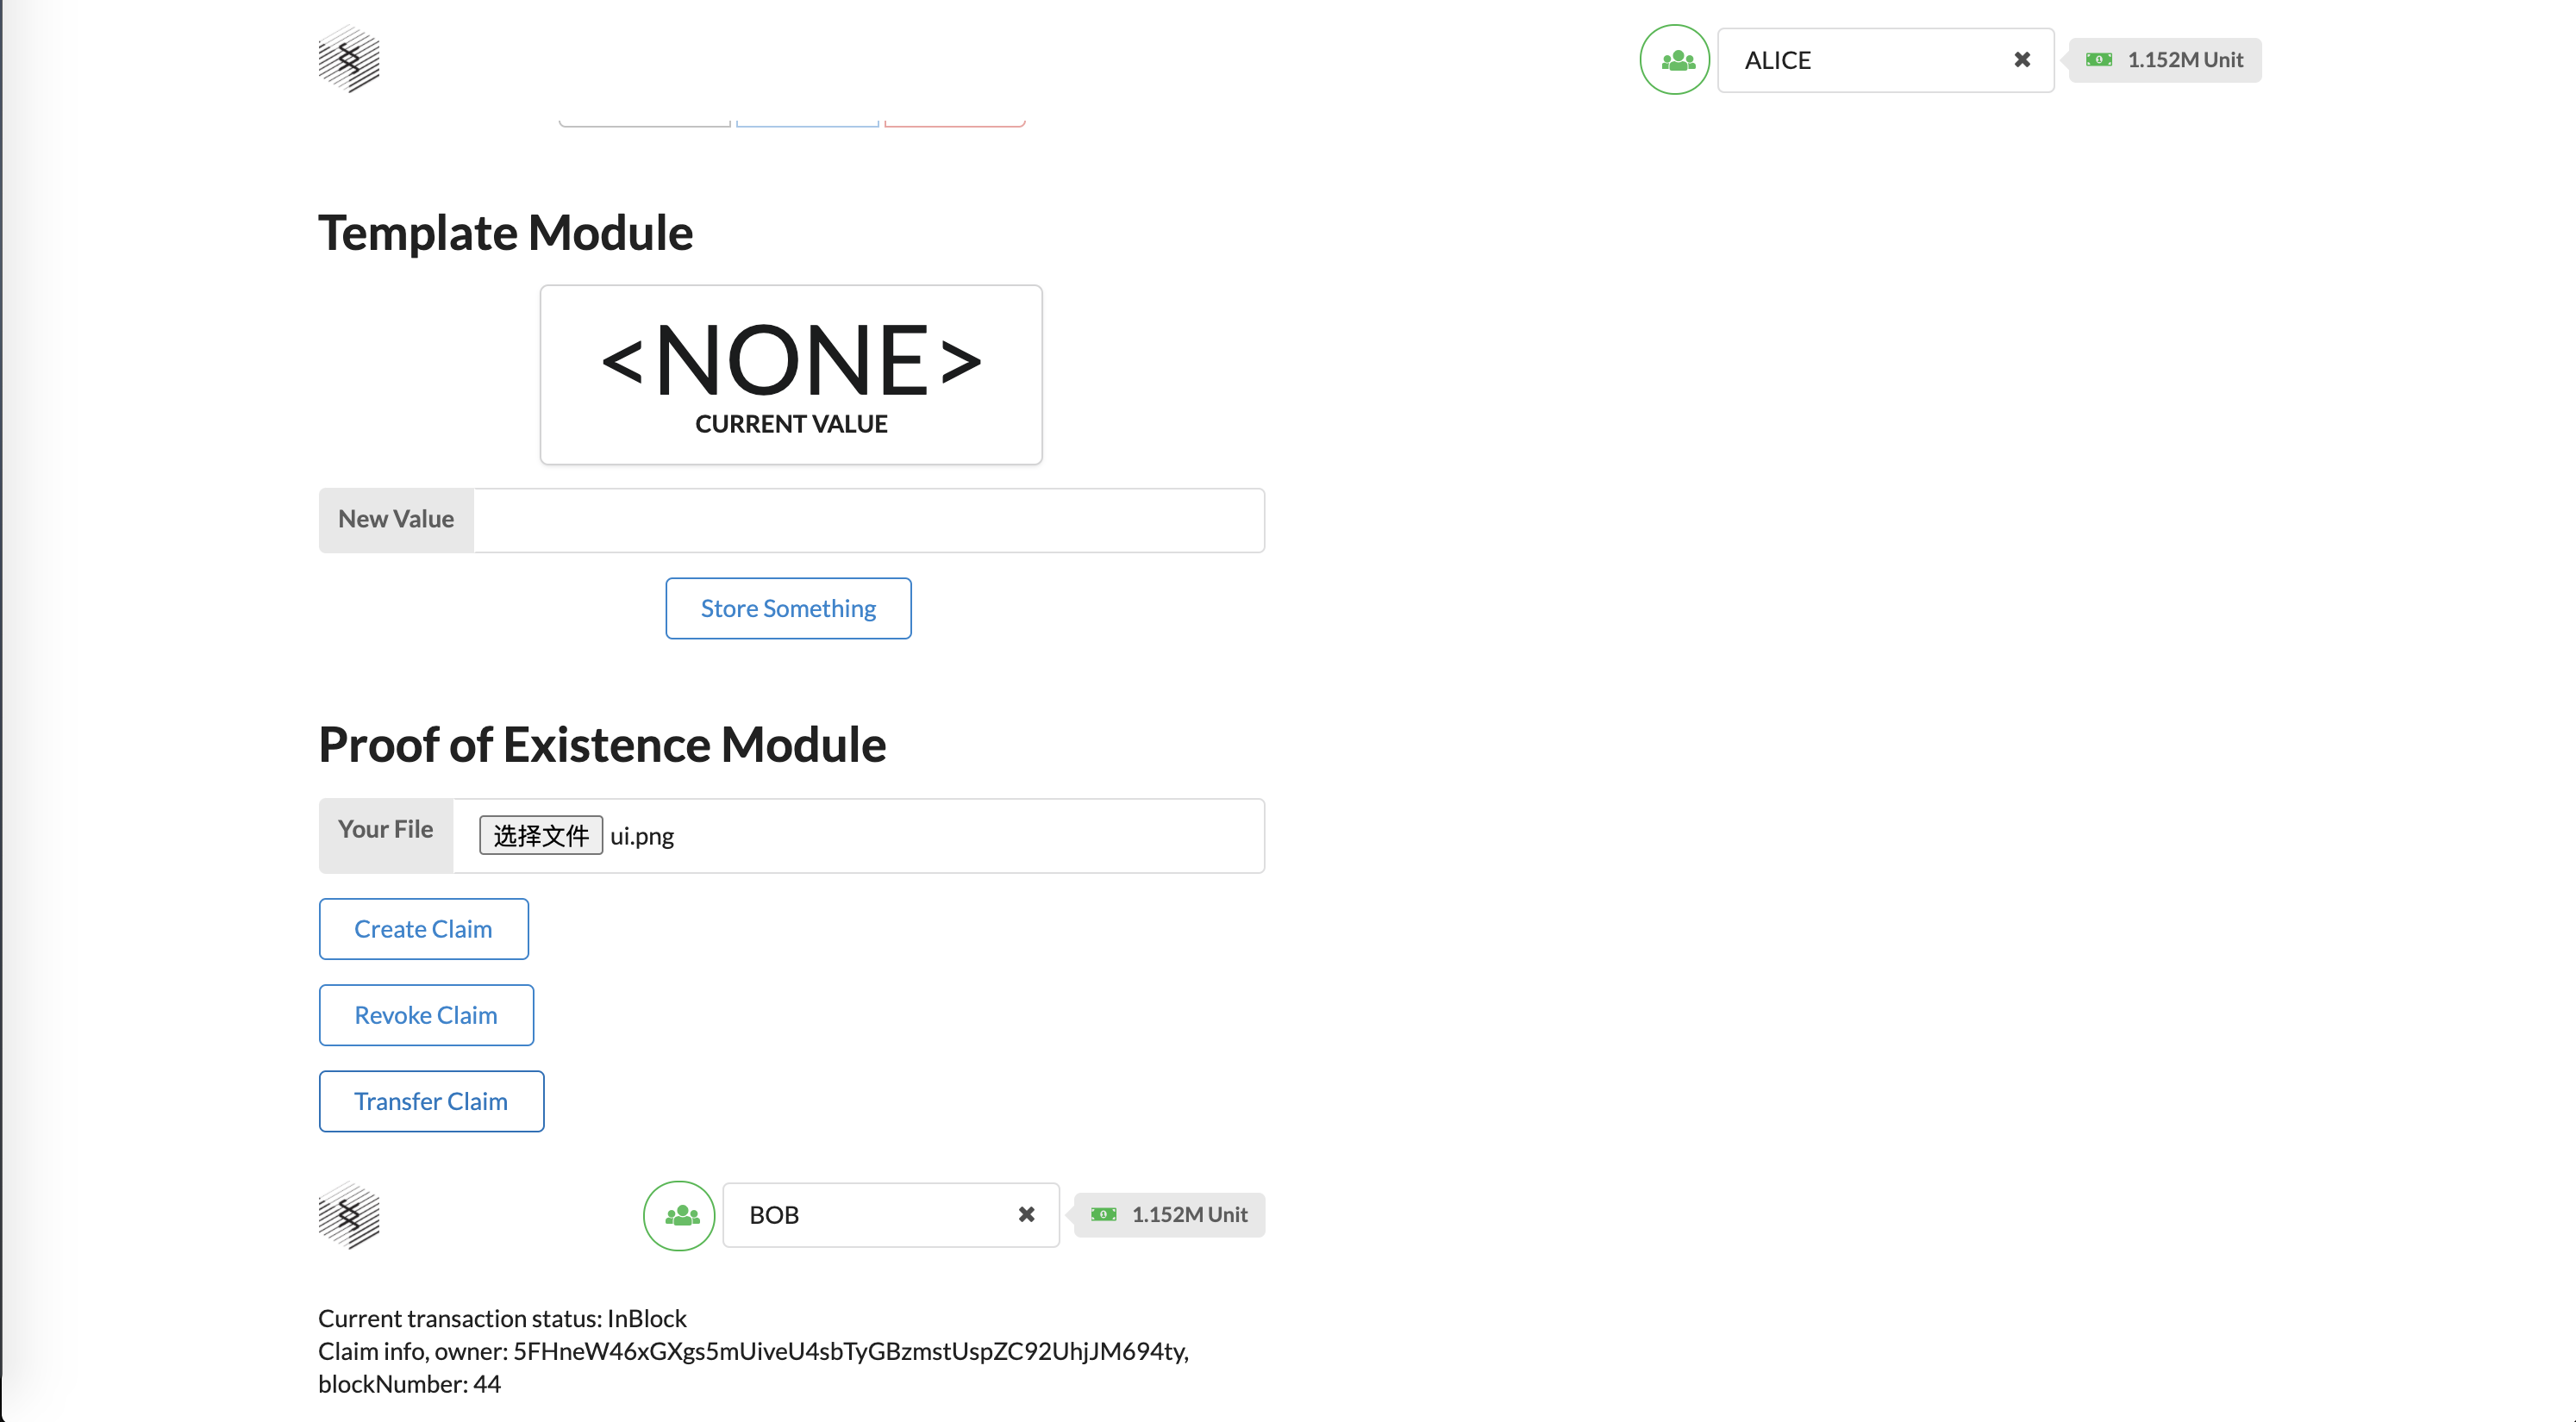 ALICE
1.152M Unit
Template Module
<NONE>
CURRENT VALUE
New Value
Store Something
Proof of Existence Module
Your File 选择文件 ui.png
Create Claim
Revoke Claim
Transfer Claim
BOB
1.152M Unit
Current transaction status: InBlock
Claim info, owner: 5FHneW46xGXgs5mUiveU4sbTyGBzmstUspZC92UhjJM694ty,
blockNumber: 44